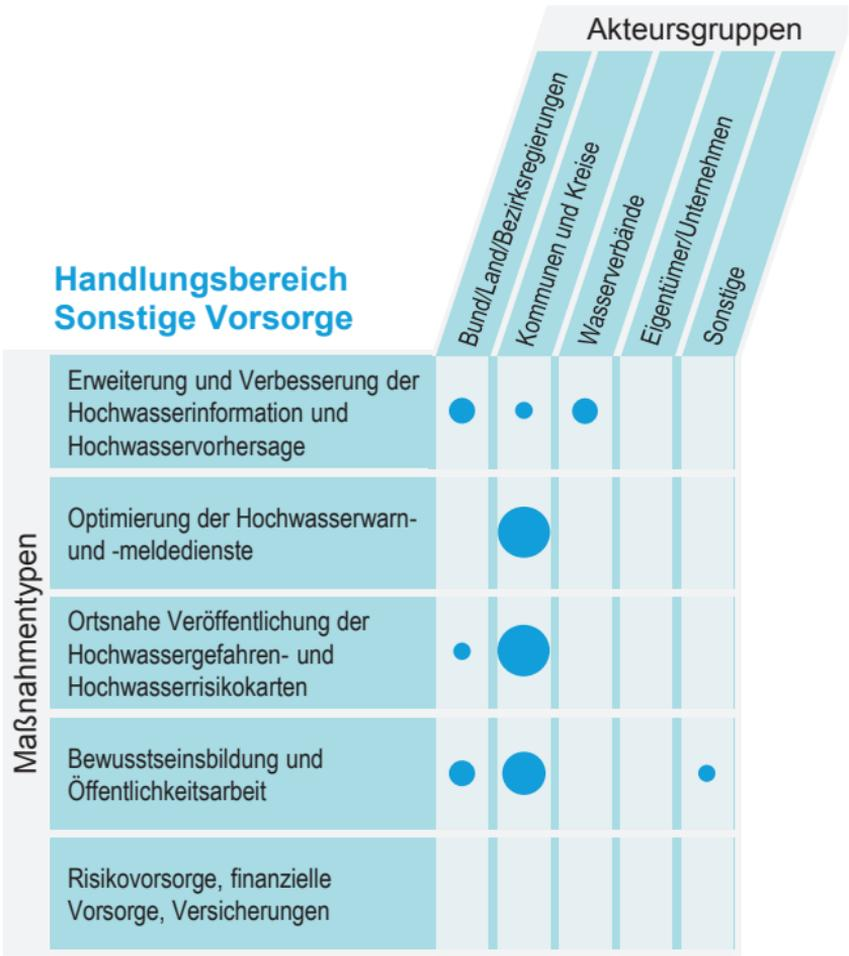 Akteursgruppen
Bund/Land/Bezirksregierungen
Kommunen und Kreise
Wasserverbände
Eigentümer/Unternehmen
Sonstige
Handlungsbereich
Sonstige Vorsorge
Maßnahmentypen
Erweiterung und Verbesserung der
Hochwasserinformation und
Hochwasservorhersage
Optimierung der Hochwasserwarn-
und -meldedienste
Ortsnahe Veröffentlichung der
Hochwassergefahren- und
Hochwasserrisikokarten
Bewusstseinsbildung und
Öffentlichkeitsarbeit
Risikovorsorge, finanzielle
Vorsorge, Versicherungen